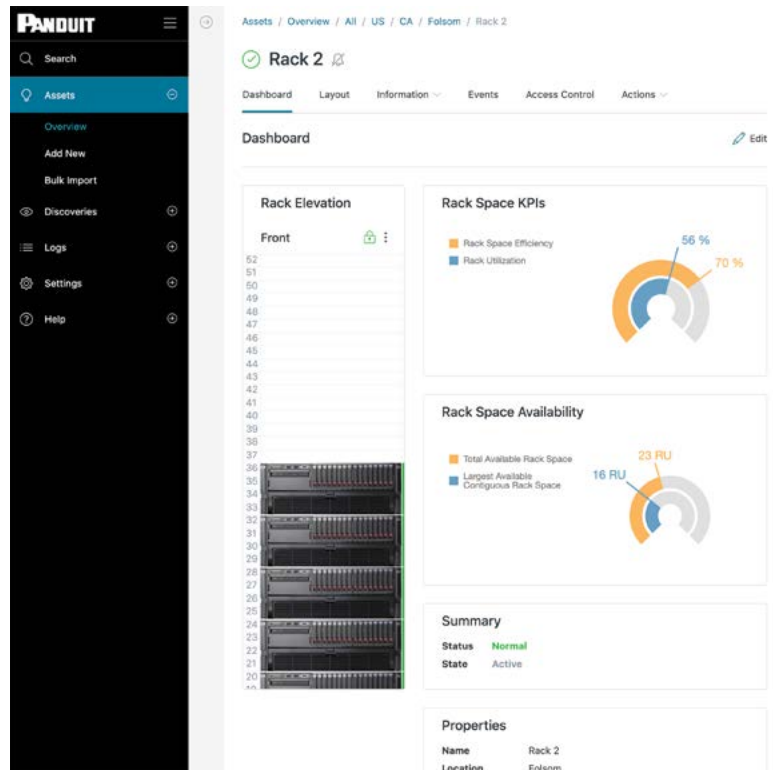 PANDUIT
Search
Assets
Overview
Add New
Bulk Import
Discoveries
Logs
Settings
Help
Assets / Overview / All / US / CA / Folsom / Rack 2
Rack 2
Dashboard Layout Information Events Access Control Actions
Dashboard
Edit
Rack Elevation
Front
52
51
50
49
48
47
46
45
44
43
42
41
40
39
38
37
36
35
34
33
32
31
30
29
28
27
26
25
24
23
22
21
20
Rack Space KPIs
Rack Space Efficiency
Rack Utilization
56 %
70 %
Rack Space Availability
Total Available Rack Space
Largest Available
Contiguous Rack Space
23 RU
16 RU
Summary
Status Normal
State Active
Properties
Name Rack 2
Location Folsom